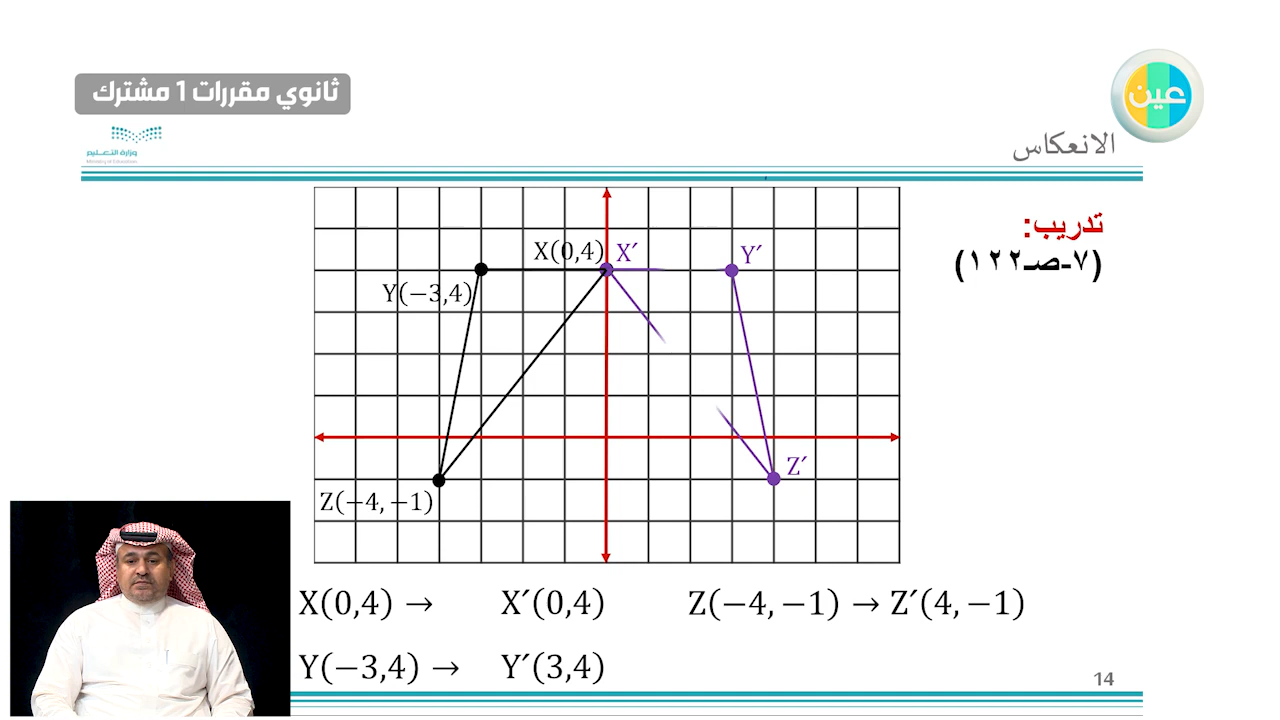 ثانوي مقررات 1 مشترك
عين
وزارة التعليم
Ministry of Education
الانعكاس
تدريب:
(٧-صـ١٢٢)
X(0,4)
X′
Y′
Y(−3,4)
Z′
Z(−4,−1)
X(0,4) → X′(0,4) Z(−4,−1) → Z′(4,−1)
Y(−3,4) → Y′(3,4)
14